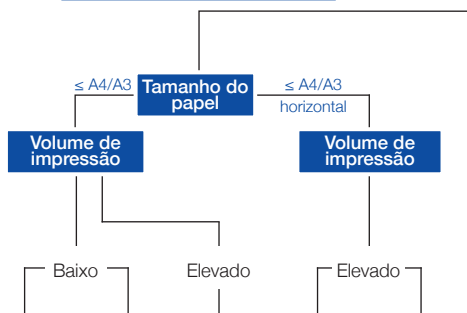 ≤ A4/A3
Tamanho do
papel
≤ A4/A3
horizontal
Volume de
impressão
Volume de
impressão
Baixo
Elevado
Elevado